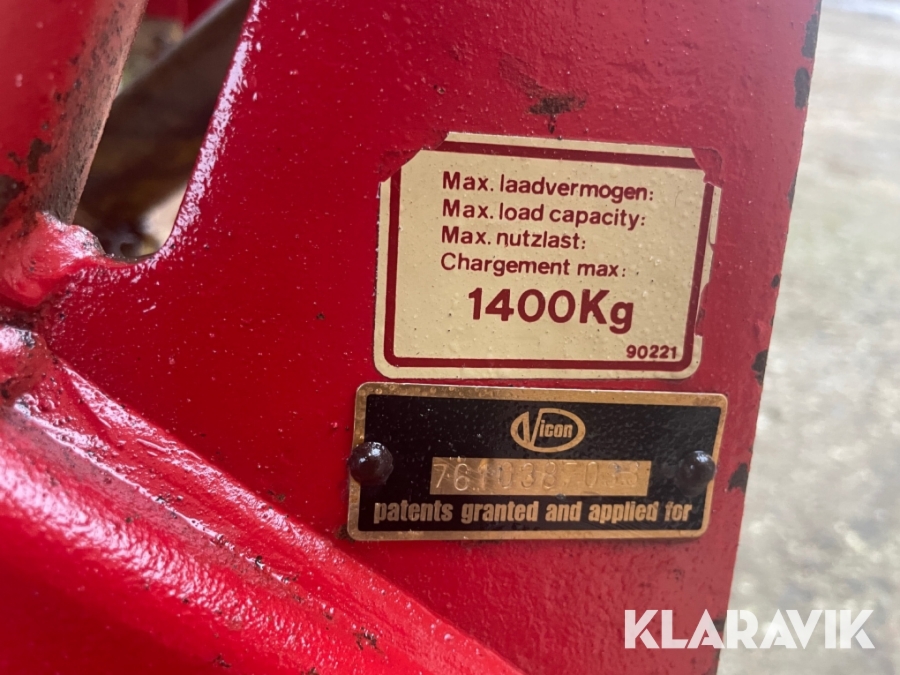 Max. laadvermogen:
Max. load capacity:
Max. nutzlast:
Chargement max:
1400Kg
90221
Vicon
patents granted and applied for
KLARAVIK